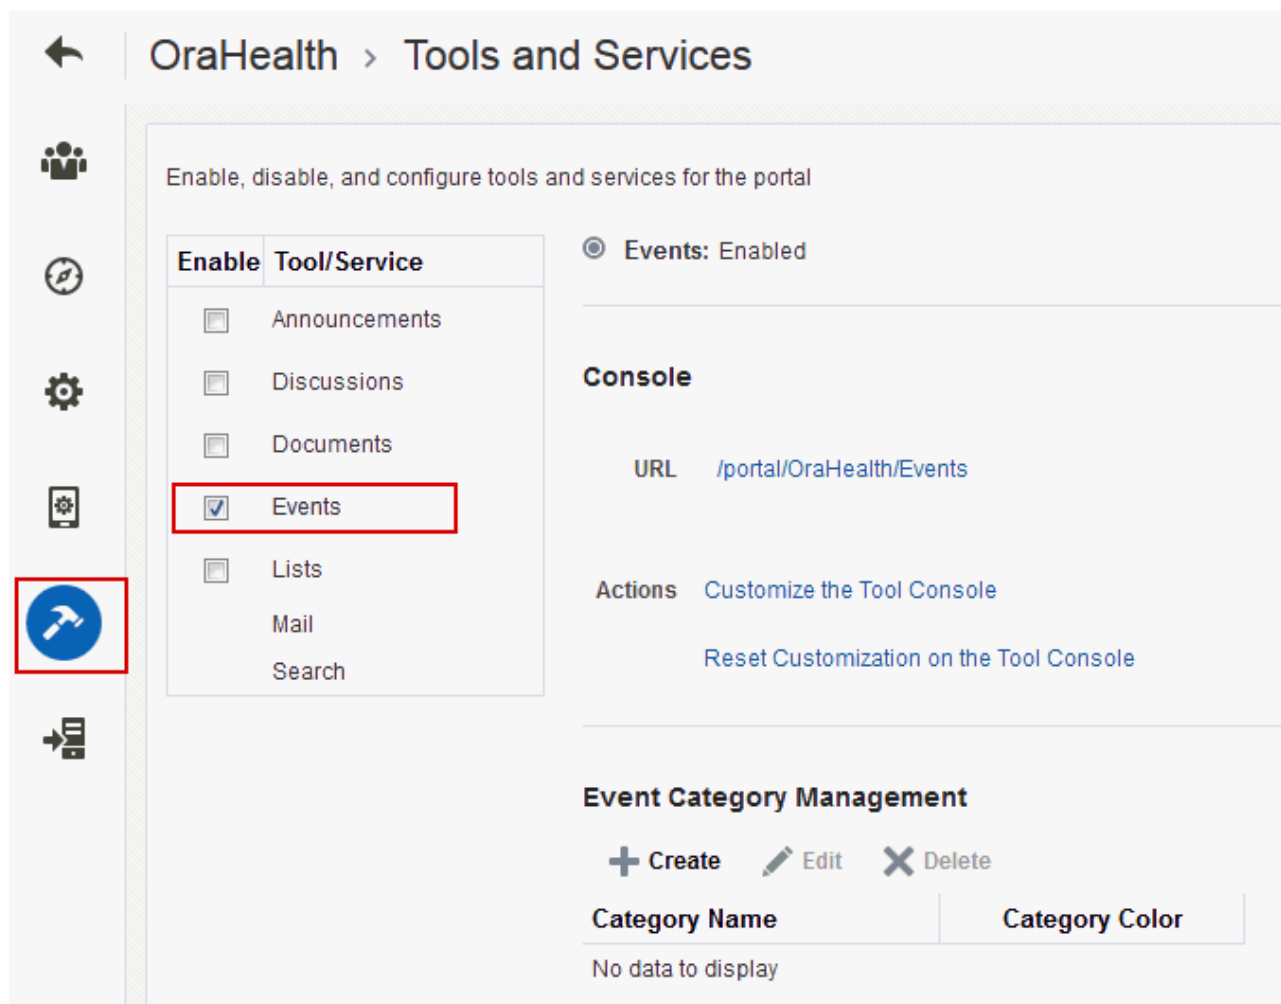 OraHealth > Tools and Services
Enable, disable, and configure tools and services for the portal
Enable Tool/Service
Announcements
Discussions
Documents
Events
Lists
Mail
Search
Events: Enabled
Console
URL /portal/OraHealth/Events
Actions Customize the Tool Console
Reset Customization on the Tool Console
Event Category Management
Create Edit Delete
Category Name Category Color
No data to display